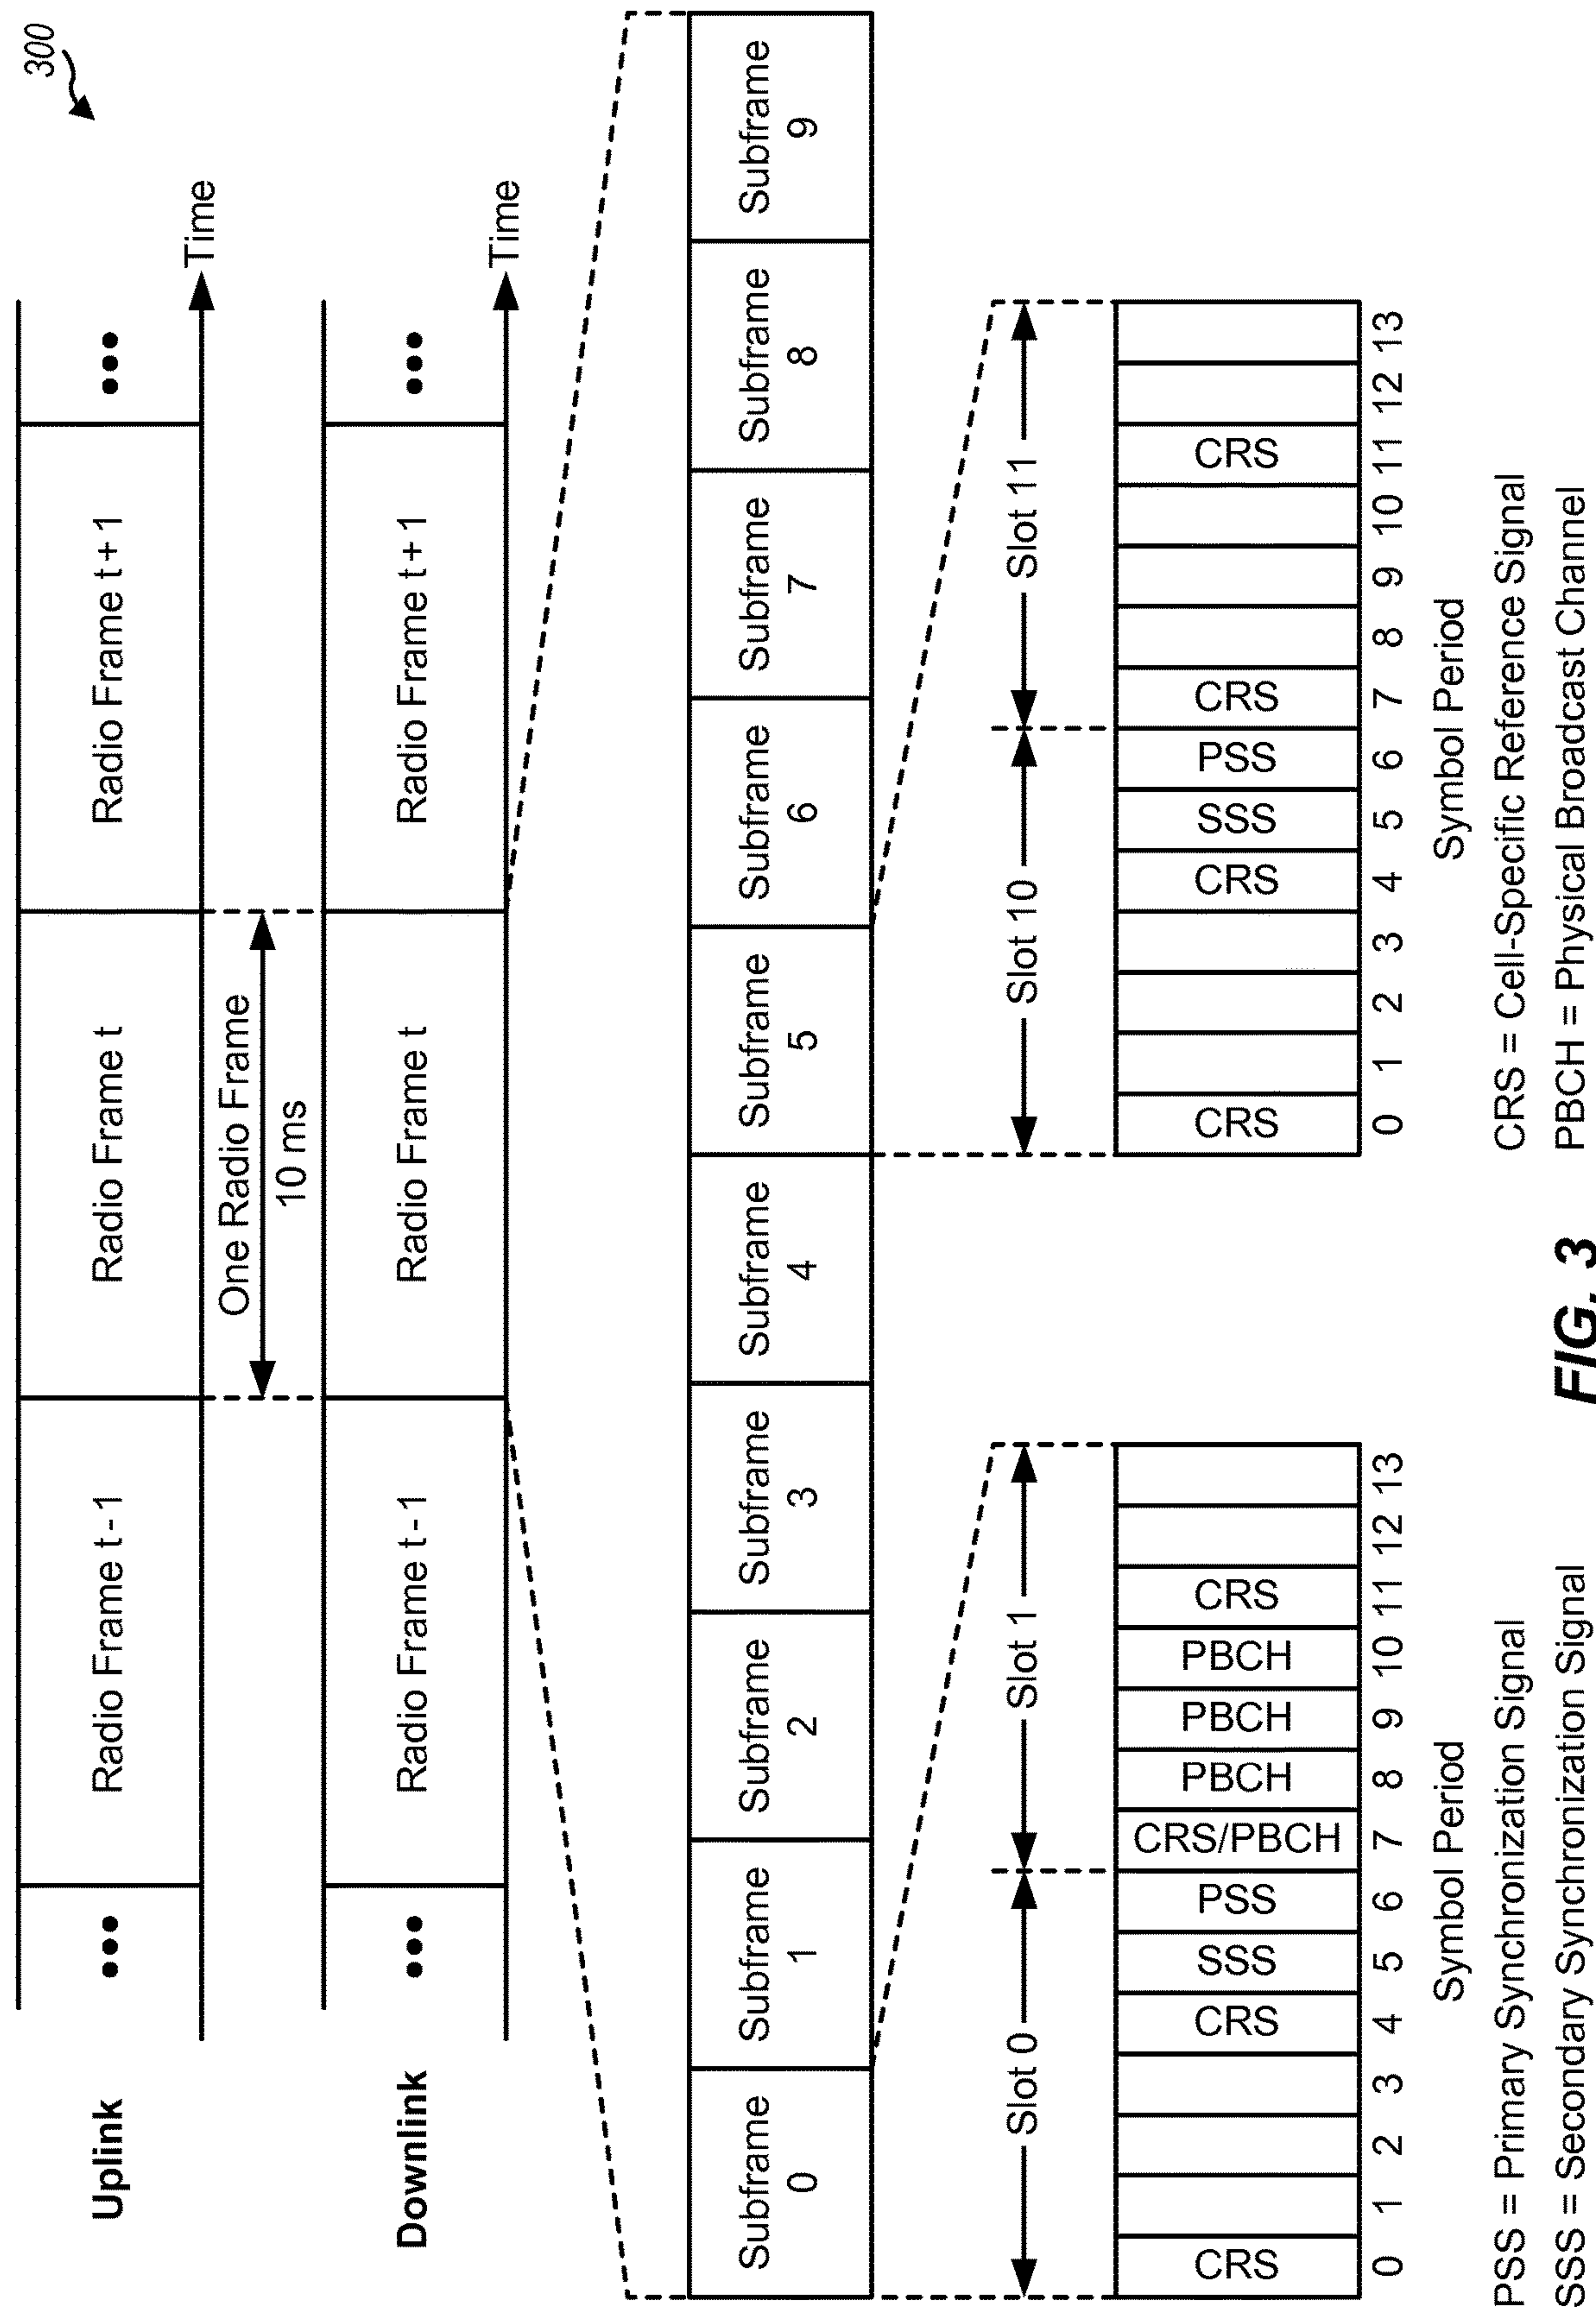 300
Uplink
••• Radio Frame t-1 Radio Frame t Radio Frame t+1 •••
Time
One Radio Frame
10 ms
Downlink
••• Radio Frame t-1 Radio Frame t Radio Frame t+1 •••
Time
Subframe Subframe Subframe Subframe Subframe Subframe Subframe Subframe Subframe Subframe
0 1 2 3 4 5 6 7 8 9
Slot 0 Slot 1 Slot 10 Slot 11
CRS CRS SSS PSS CRS/PBCH PBCH PBCH PBCH CRS
0 1 2 3 4 5 6 7 8 9 10 11 12 13
Symbol Period
CRS CRS SSS PSS CRS CRS
0 1 2 3 4 5 6 7 8 9 10 11 12 13
Symbol Period
PSS = Primary Synchronization Signal
SSS = Secondary Synchronization Signal
CRS = Cell-Specific Reference Signal
PBCH = Physical Broadcast Channel
FIG. 3